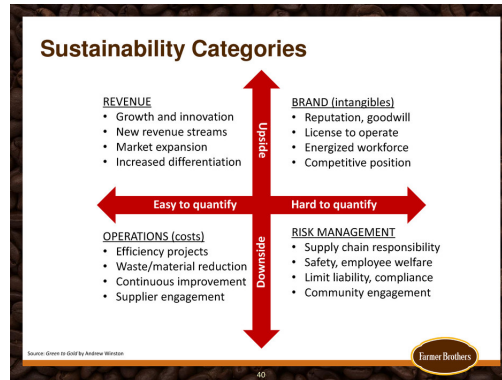 Sustainability Categories
REVENUE
• Growth and innovation
• New revenue streams
• Market expansion
• Increased differentiation
Upside
BRAND (intangibles)
• Reputation, goodwill
• License to operate
• Energized workforce
• Competitive position
Easy to quantify
Hard to quantify
OPERATIONS (costs)
• Efficiency projects
• Waste/material reduction
• Continuous improvement
• Supplier engagement
Downside
RISK MANAGEMENT
• Supply chain responsibility
• Safety, employee welfare
• Limit liability, compliance
• Community engagement
Source: Green to Gold by Andrew Winston
Farmer Brothers
40